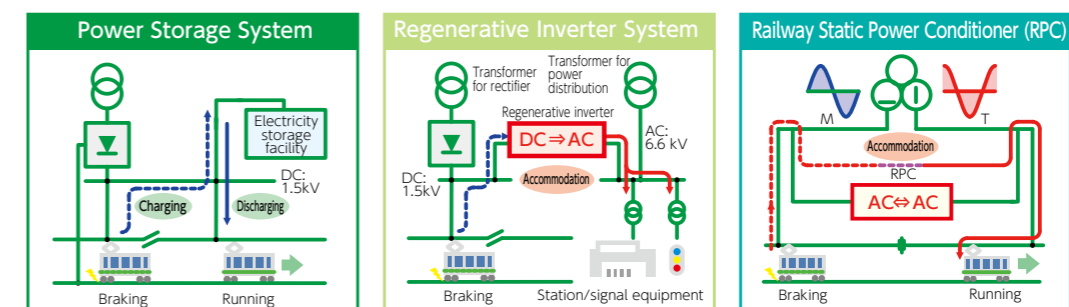 Power Storage System
Electricity
storage
facility
DC:
1.5kV
Charging
Discharging
Braking
Running
Regenerative Inverter System
Transformer
for rectifier
Transformer for
power
distribution
Regenerative inverter
DC⇒AC
AC:
6.6 kV
DC:
1.5kV
Accommodation
Braking
Station/signal equipment
Railway Static Power Conditioner (RPC)
M
T
Accommodation
RPC
AC⇔AC
Braking
Running